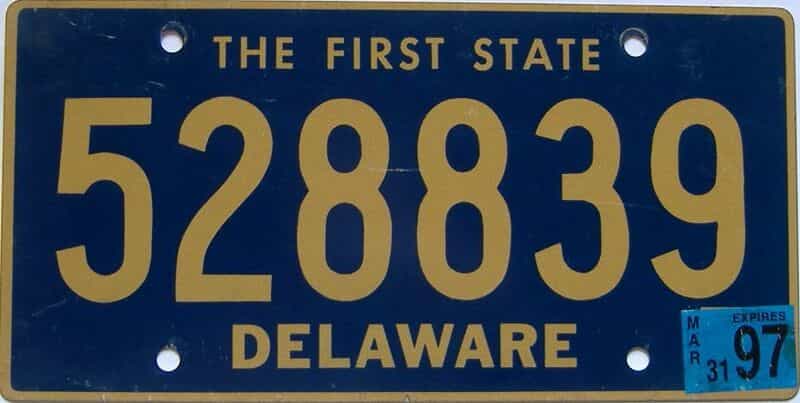 THE FIRST STATE
528839
DELAWARE
MAR
EXPIRES
31 97